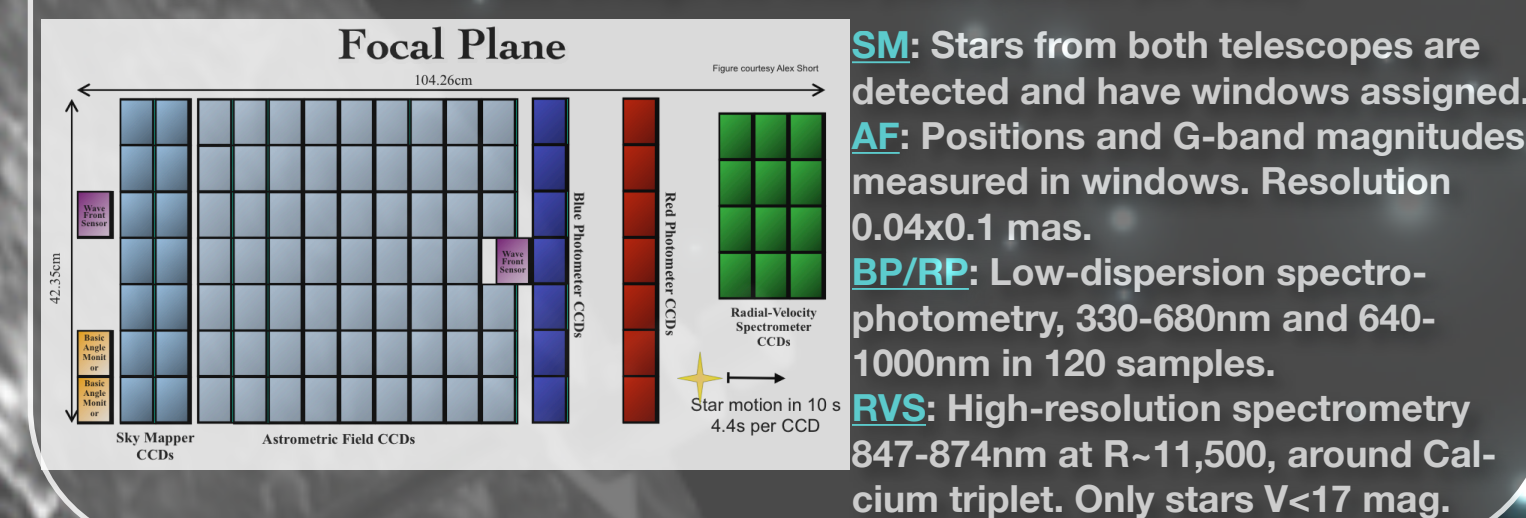 Focal Plane
Figure courtesy Alex Short
104.26cm
42.35cm
Wave
Front
Sensor
Wave
Front
Sensor
Basic
Angle
Monit
or
Basic
Angle
Monit
or
Blue Photometer CCDs
Red Photometer CCDs
Radial-Velocity
Spectrometer
CCDs
Star motion in 10 s
4.4s per CCD
Sky Mapper
CCDs
Astrometric Field CCDs
SM: Stars from both telescopes are
detected and have windows assigned.
AF: Positions and G-band magnitudes
measured in windows. Resolution
0.04x0.1 mas.
BP/RP: Low-dispersion spectro-
photometry, 330-680nm and 640-
1000nm in 120 samples.
RVS: High-resolution spectrometry
847-874nm at R~11,500, around Cal-
cium triplet. Only stars V<17 mag.